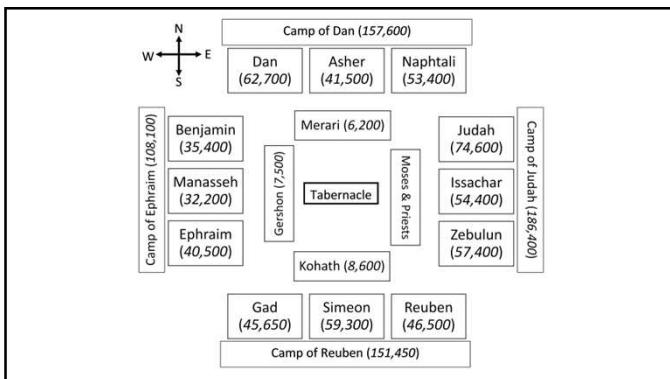 Camp of Dan (157,600)
N
W E
S
Dan
(62,700)
Asher
(41,500)
Naphtali
(53,400)
Camp of Ephraim (108,100)
Benjamin
(35,400)
Manasseh
(32,200)
Ephraim
(40,500)
Merari (6,200)
Gershon (7,500)
Tabernacle
Moses & Priests
Kohath (8,600)
Judah
(74,600)
Issachar
(54,400)
Zebulun
(57,400)
Camp of Judah (186,400)
Gad
(45,650)
Simeon
(59,300)
Reuben
(46,500)
Camp of Reuben (151,450)